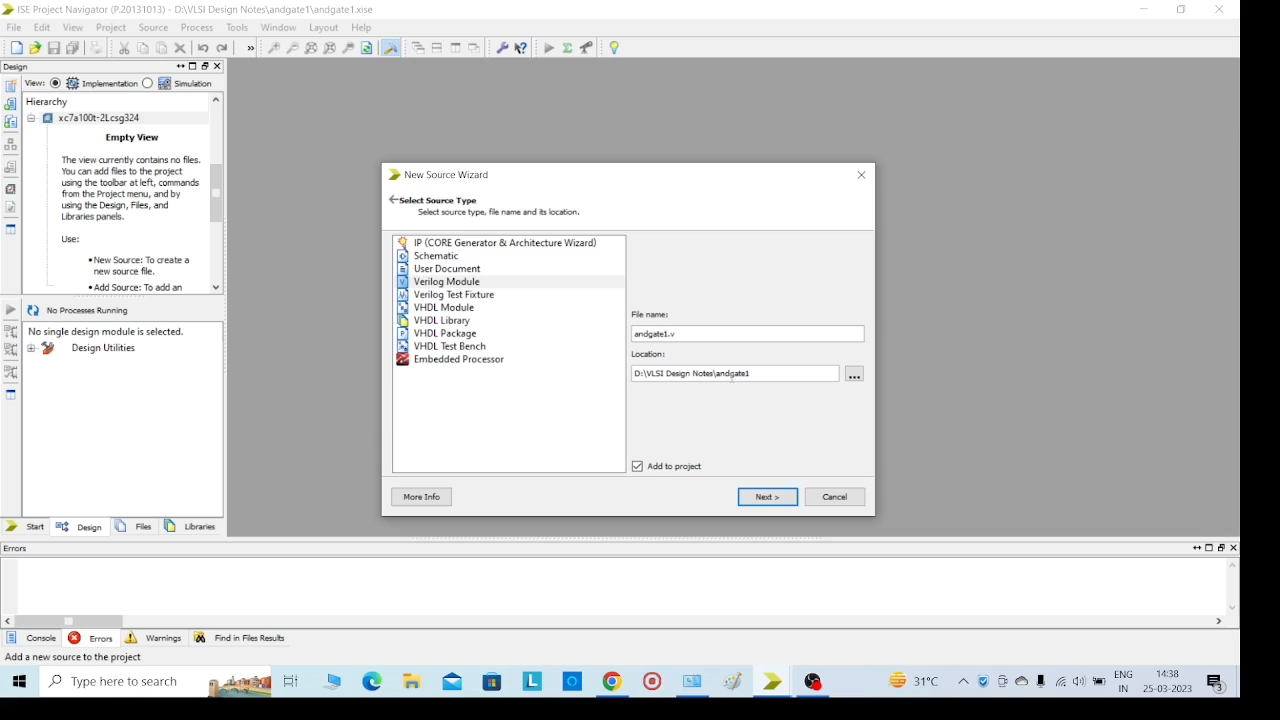 ISE Project Navigator (P.20131013) - D:\VLSI Design Notes\andgate1\andgate1.xise
File Edit View Project Source Process Tools Window Layout Help
Design
View: Implementation Simulation
Hierarchy
xc7a100t-2Lcsg324
Empty View
The view currently contains no files.
You can add files to the project
using the toolbar at left, commands
from the Project menu, and by
using the Design, Files, and
Libraries panels.
Use:
•New Source: To create a
new source file.
•Add Source: To add an
No Processes Running
No single design module is selected.
Design Utilities
Start Design Files Libraries
New Source Wizard
Select Source Type
Select source type, file name and its location.
IP (CORE Generator & Architecture Wizard)
Schematic
User Document
Verilog Module
Verilog Test Fixture
VHDL Module
VHDL Library
VHDL Package
VHDL Test Bench
Embedded Processor
File name:
andgate1.v
Location:
D:\VLSI Design Notes\andgate1
...
Add to project
More Info Next > Cancel
Errors
Console Errors Warnings Find in Files Results
Add a new source to the project
Type here to search
L
31°C
ENG
IN
14:38
25-03-2023
3